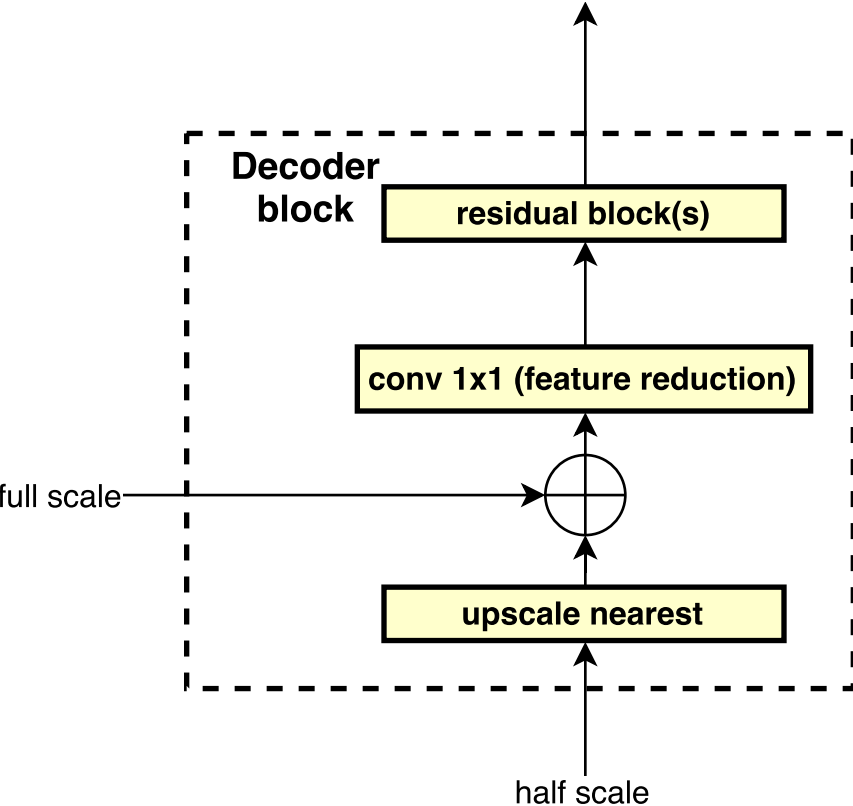 Decoder
block
residual block(s)
conv 1x1 (feature reduction)
full scale
upscale nearest
half scale